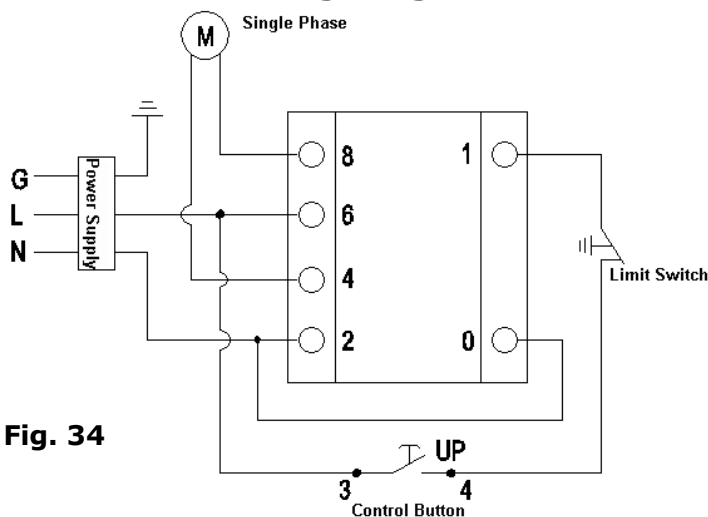 M
Single Phase
G
L
N
Power Supply
8
6
4
2
1
0
Limit Switch
Fig. 34
UP
3
4
Control Button